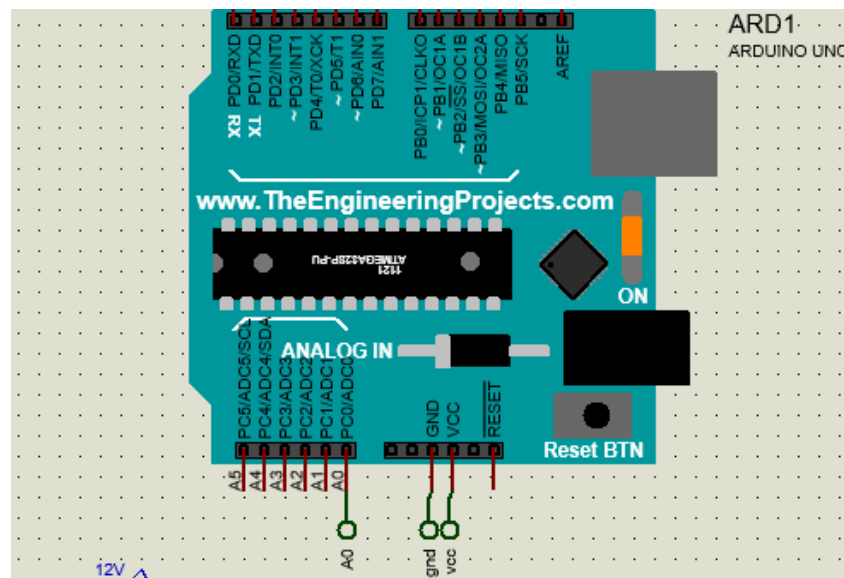 ARD1
ARDUINO UNO
PD0/RXD
PD1/TXD
PD2/INT0
~PD3/INT1
PD4/T0/XCK
~PD5/T1
~PD6/AIN0
PD7/AIN1
PB0/ICP1/CLKO
~PB1/OC1A
~PB2/SS/OC1B
~PB3/MOSI/OC2A
PB4/MISO
PB5/SCK
AREF
RX
TX
www.TheEngineeringProjects.com
1121
ATMEGA328P-PU
ON
ANALOG IN
PC5/ADC5/SCL
PC4/ADC4/SDA
PC3/ADC3
PC2/ADC2
PC1/ADC1
PC0/ADC0
GND
VCC
RESET
Reset BTN
A5
A4
A3
A2
A1
A0
A0
gnd
vcc
12V